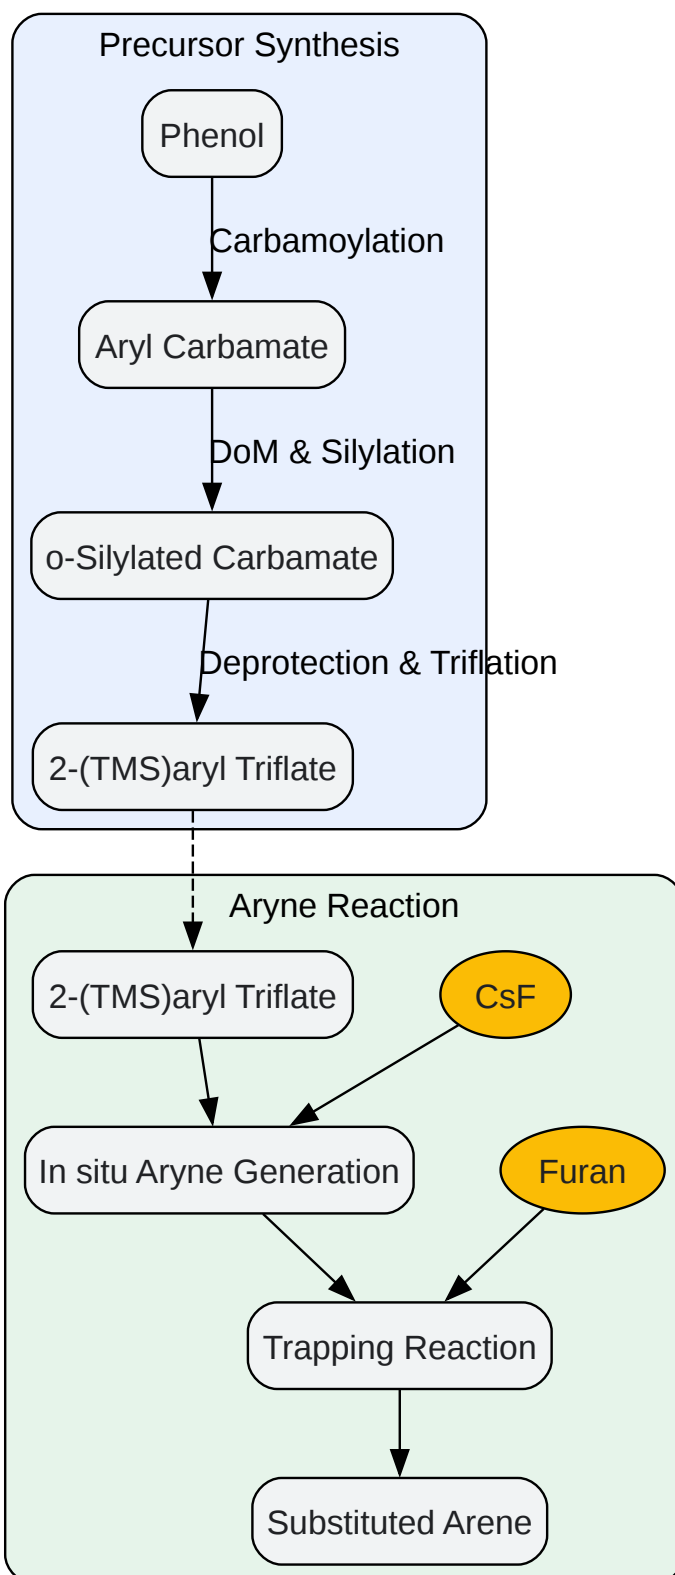 Precursor Synthesis
Phenol
Carbamoylation
Aryl Carbamate
DoM & Silylation
o-Silylated Carbamate
Deprotection & Triflation
2-(TMS)aryl Triflate
Aryne Reaction
2-(TMS)aryl Triflate
CsF
In situ Aryne Generation
Furan
Trapping Reaction
Substituted Arene